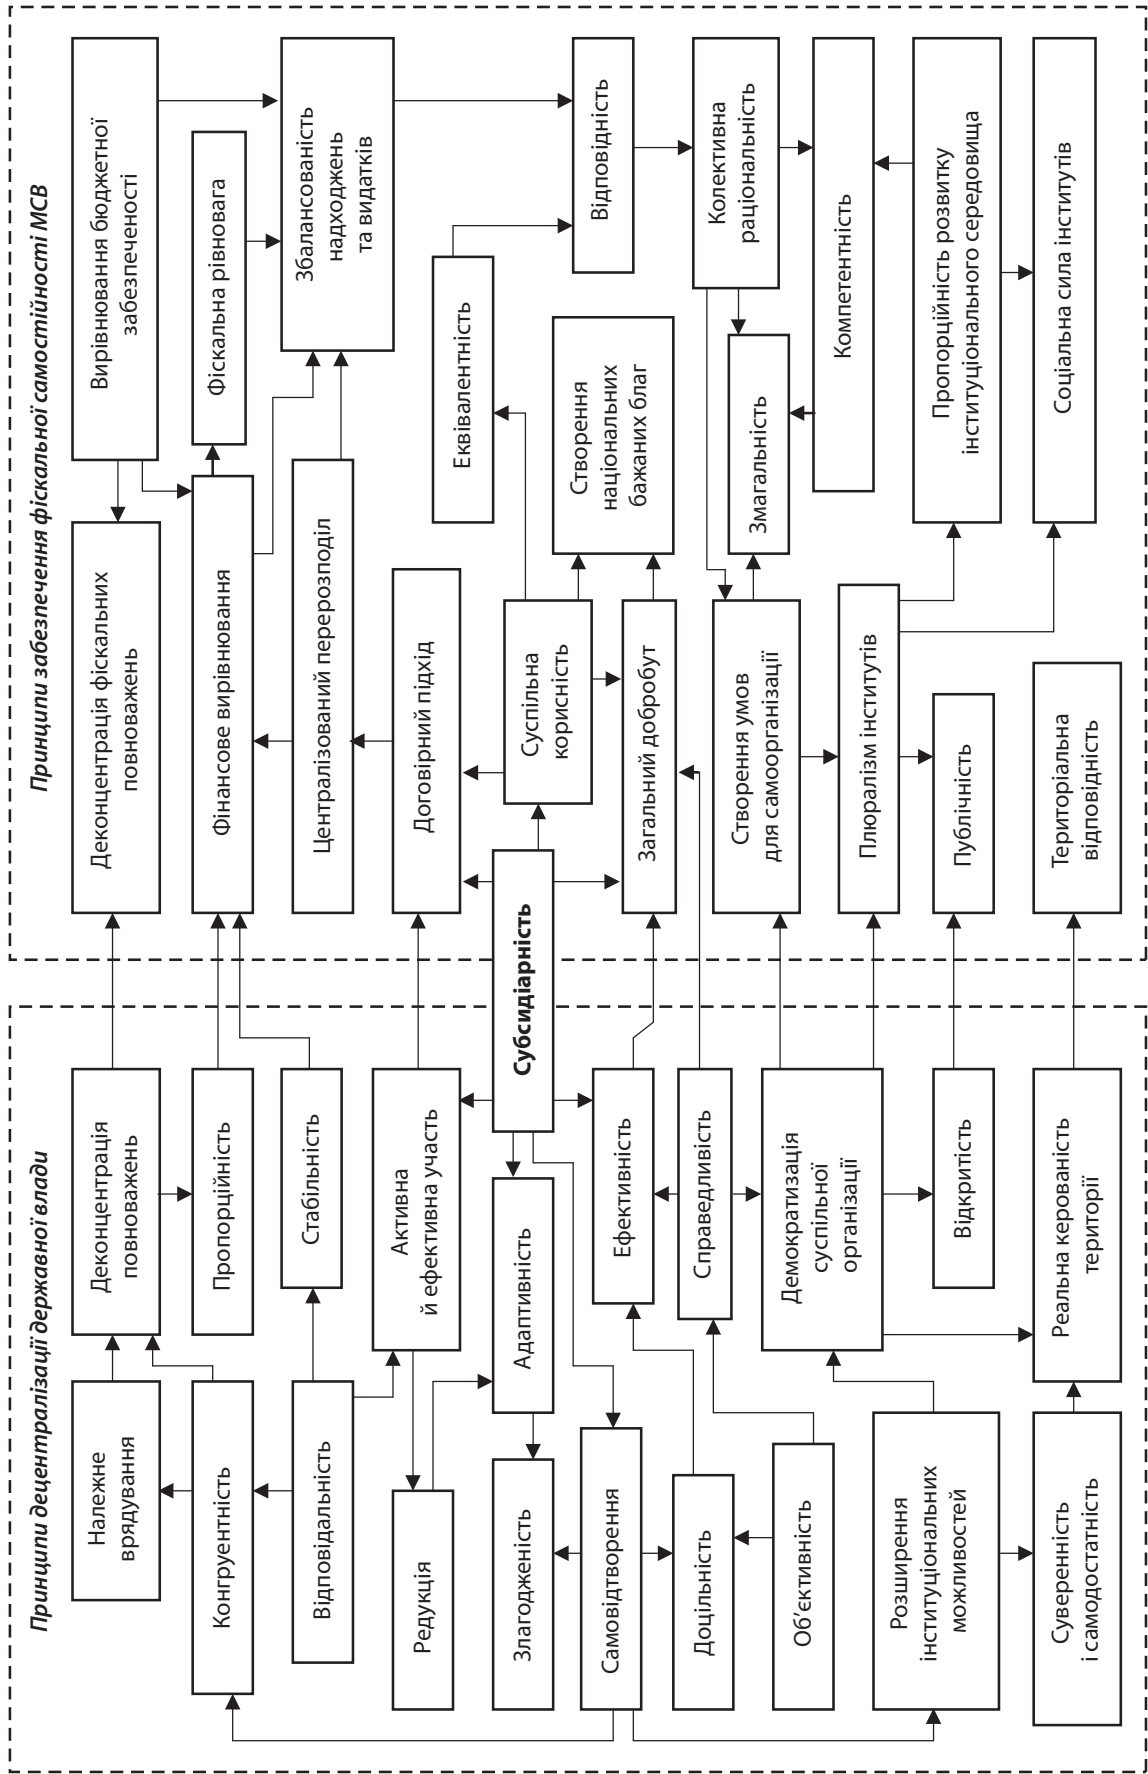 Принципи децентралізації державної влади
Належне
врядування
Деконцентрація
повноважень
Конгруентність
Пропорційність
Відповідальність
Стабільність
Редукція
Активна
й ефективна участь
Злагодженість
Адаптивність
Самовідтворення
Ефективність
Доцільність
Справедливість
Об’єктивність
Демократизація
суспільної
організації
Розширення
інституціональних
можливостей
Відкритість
Суверенність
і самодостатність
Реальна керованість
території
Субсидіарність
Принципи забезпечення фіскальної самостійності МСВ
Деконцентрація фіскальних
повноважень
Вирівнювання бюджетної
забезпеченості
Фінансове вирівнювання
Фіскальна рівновага
Централізований перерозподіл
Збалансованість
надходжень
та видатків
Договірний підхід
Еквівалентність
Суспільна
корисність
Створення
національних
бажаних благ
Відповідність
Загальний добробут
Колективна
раціональність
Створення умов
для самоорганізації
Змагальність
Плюралізм інститутів
Компетентність
Публічність
Пропорційність розвитку
інституціонального середовища
Територіальна
відповідність
Соціальна сила інститутів